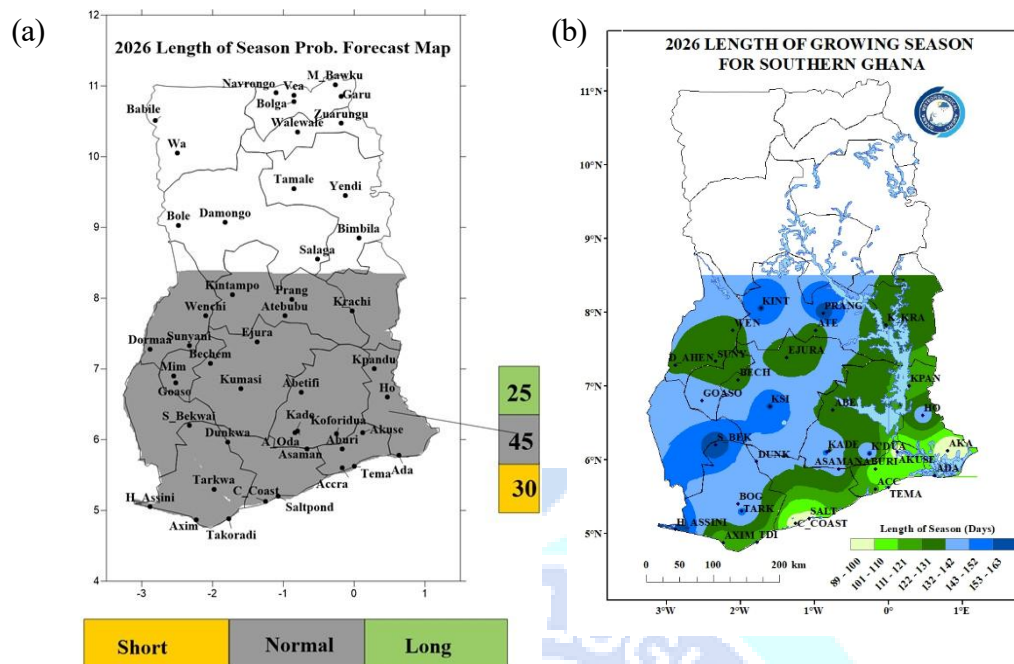 (a)
2026 Length of Season Prob. Forecast Map
12
11
10
9
8
7
6
5
4
-3
-2
-1
0
1
M_Bawku
Navrongo
Vea
Garu
Bolga
Zuarungu
Babile
Walewale
Wa
Tamale
Yendi
Bole
Damongo
Bimbila
Salaga
Kintampo
Prang
Wenchi
Atebubu
Krachi
Dormaa
Sunyani
Ejura
Bechem
Kpandu
Mim
Kumasi
Abetifi
Ho
Goaso
S_Bekwai
Kade
Koforidua
Dunkwa
A_Oda
Aburi
Akuse
Asaman
Tema
Ada
Tarkwa
Accra
H_Assini
C_Coast
Saltpond
Axim
Takoradi
25
45
30
Short
Normal
Long
(b)
2026 LENGTH OF GROWING SEASON
FOR SOUTHERN GHANA
11°N
10°N
9°N
8°N
7°N
6°N
5°N
3°W
2°W
1°W
0°
1°E
KINT
PRANG
WEN
ATE
K_KRA
D_AHEN
SUNY
EJURA
BECH
KPAN
GOASO
KSI
ABE
HO
S_BEK
KADE
K'DUA
AKA
DUNK
ASAMAN
ABURI
AKUSE
ADA
ACC
TEMA
BOG
TARK
SALT
H_ASSINI
C_COAST
AXIM
TDI
Length of Season (Days)
89 - 100
101 - 110
111 - 121
122 - 131
132 - 142
143 - 152
153 - 163
0 50 100 200 km